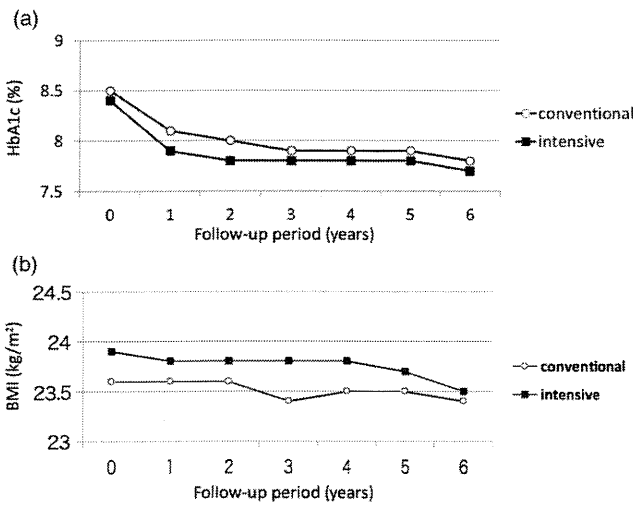 (a)
9
8.5
8
7.5
HbA1c (%)
conventional
intensive
0 1 2 3 4 5 6
Follow-up period (years)
(b)
24.5
24
23.5
23
BMI (kg/m²)
conventional
intensive
0 1 2 3 4 5 6
Follow-up period (years)